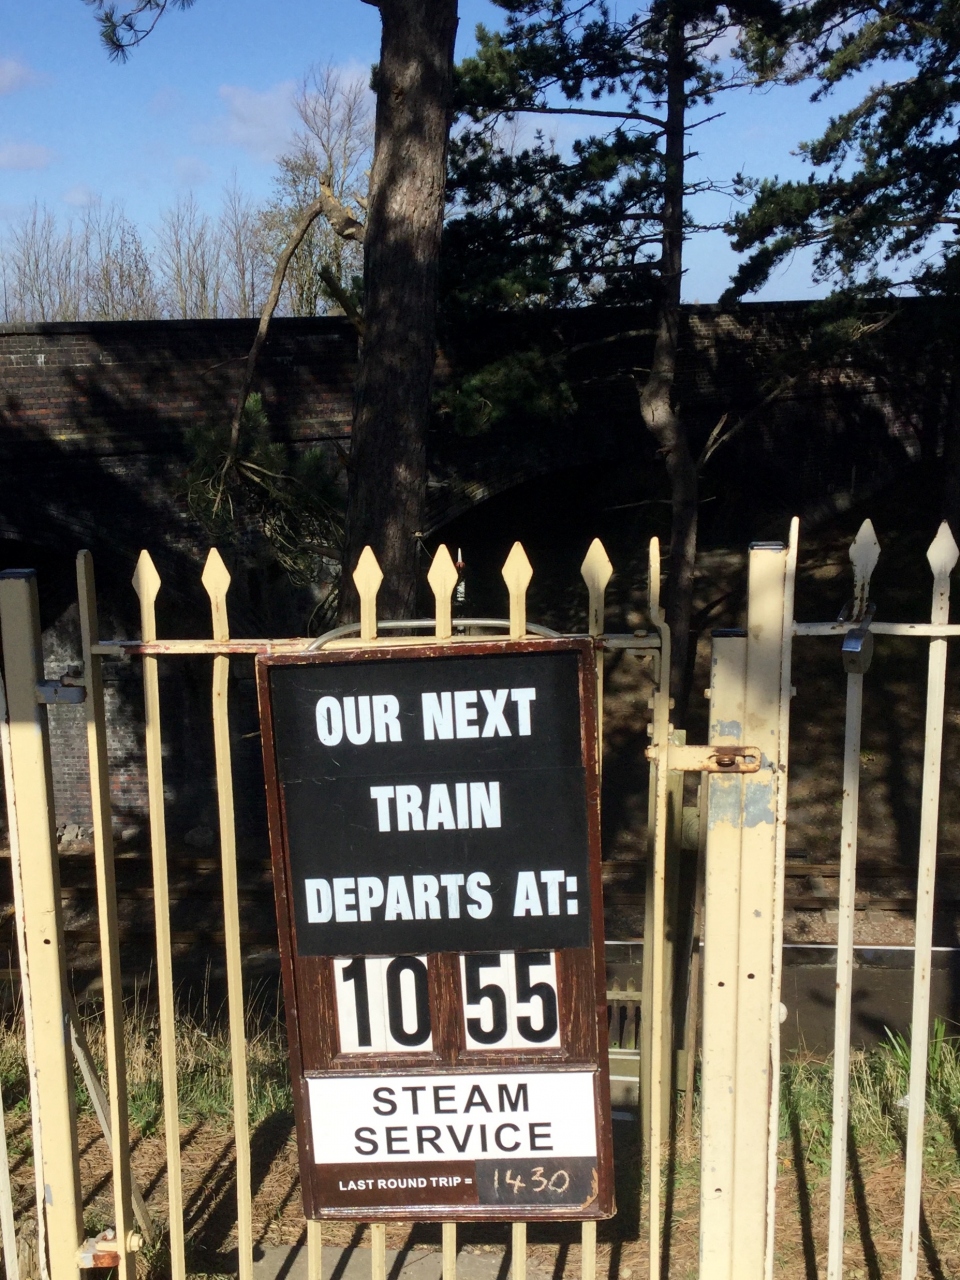 OUR NEXT
TRAIN
DEPARTS AT:
10 55
STEAM
SERVICE
LAST ROUND TRIP = 1430